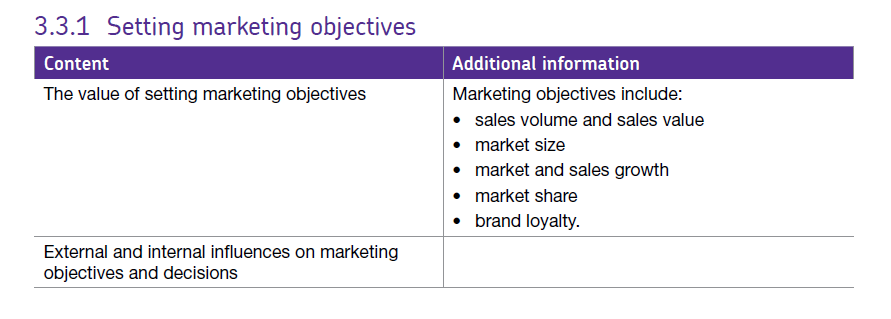 3.3.1 Setting marketing objectives
Content
Additional information
The value of setting marketing objectives
Marketing objectives include:
• sales volume and sales value
• market size
• market and sales growth
• market share
• brand loyalty.
External and internal influences on marketing
objectives and decisions